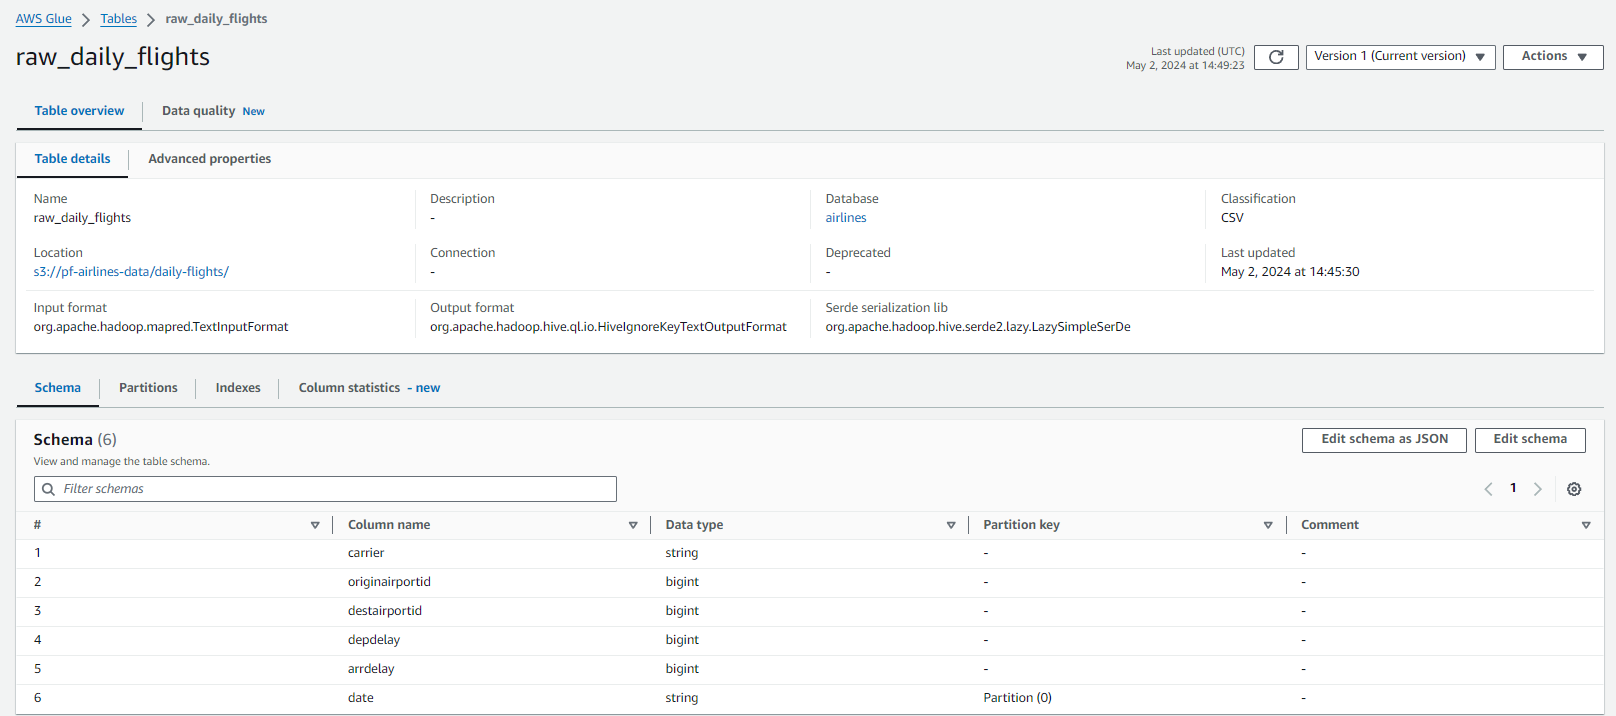 AWS Glue > Tables > raw_daily_flights
raw_daily_flights
Last updated (UTC)
May 2, 2024 at 14:49:23
Version 1 (Current version)
Actions
Table overview
Data quality New
Table details
Advanced properties
Name
raw_daily_flights
Description
-
Database
airlines
Classification
CSV
Location
s3://pf-airlines-data/daily-flights/
Connection
-
Deprecated
-
Last updated
May 2, 2024 at 14:45:30
Input format
org.apache.hadoop.mapred.TextInputFormat
Output format
org.apache.hadoop.hive.ql.io.HiveIgnoreKeyTextOutputFormat
Serde serialization lib
org.apache.hadoop.hive.serde2.lazy.LazySimpleSerDe
Schema
Partitions
Indexes
Column statistics - new
Schema (6)
View and manage the table schema.
Edit schema as JSON
Edit schema
Filter schemas
1
# Column name Data type Partition key Comment
1 carrier string - -
2 originairportid bigint - -
3 destairportid bigint - -
4 depdelay bigint - -
5 arrdelay bigint - -
6 date string Partition (0) -